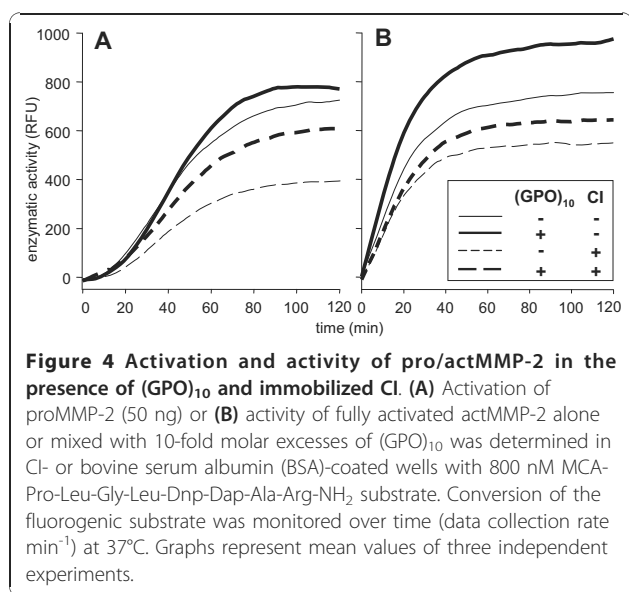 A
B
enzymatic activity (RFU)
1000
800
600
400
200
0
0 20 40 60 80 100 120
0 20 40 60 80 100 120
time (min)
(GPO)10 CI
- -
+ -
- +
+ +
Figure 4 Activation and activity of pro/actMMP-2 in the
presence of (GPO)10 and immobilized CI. (A) Activation of
proMMP-2 (50 ng) or (B) activity of fully activated actMMP-2 alone
or mixed with 10-fold molar excesses of (GPO)10 was determined in
CI- or bovine serum albumin (BSA)-coated wells with 800 nM MCA-
Pro-Leu-Gly-Leu-Dnp-Dap-Ala-Arg-NH2 substrate. Conversion of the
fluorogenic substrate was monitored over time (data collection rate
min-1) at 37°C. Graphs represent mean values of three independent
experiments.